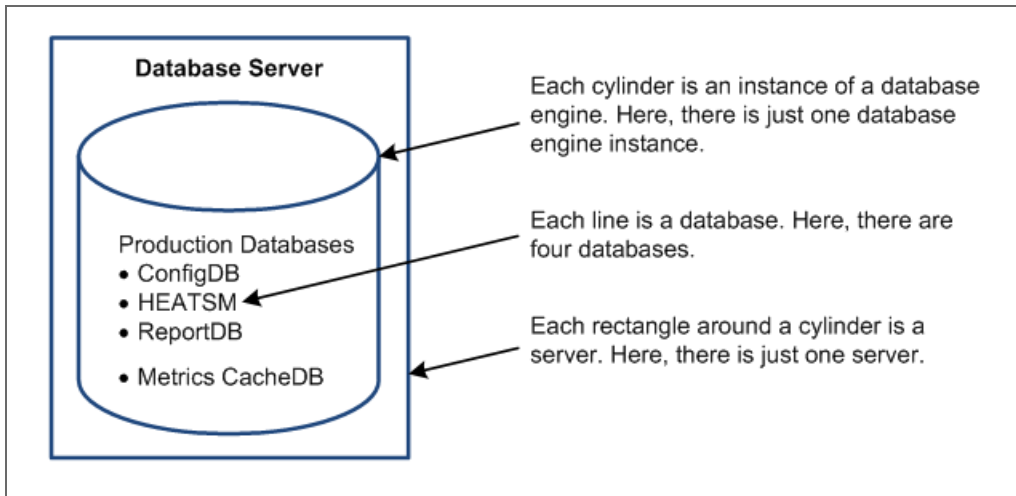 Database Server
Production Databases
• ConfigDB
• HEATSM
• ReportDB
• Metrics CacheDB
Each cylinder is an instance of a database
engine. Here, there is just one database
engine instance.
Each line is a database. Here, there are
four databases.
Each rectangle around a cylinder is a
server. Here, there is just one server.